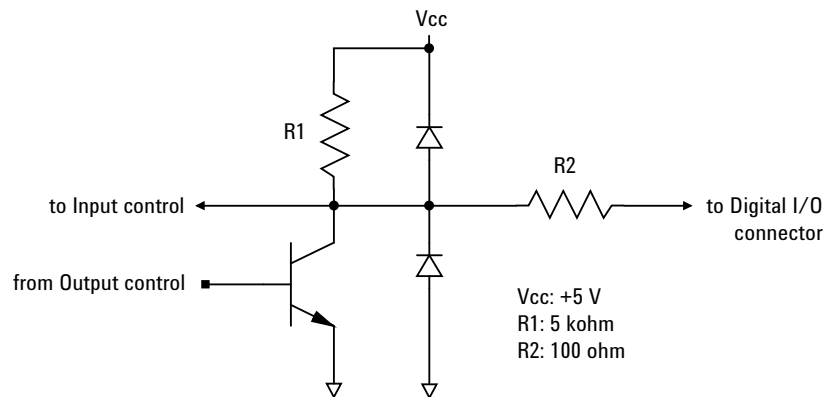 Vcc
R1
R2
to Input control
to Digital I/O
connector
from Output control
Vcc: +5 V
R1: 5 kohm
R2: 100 ohm